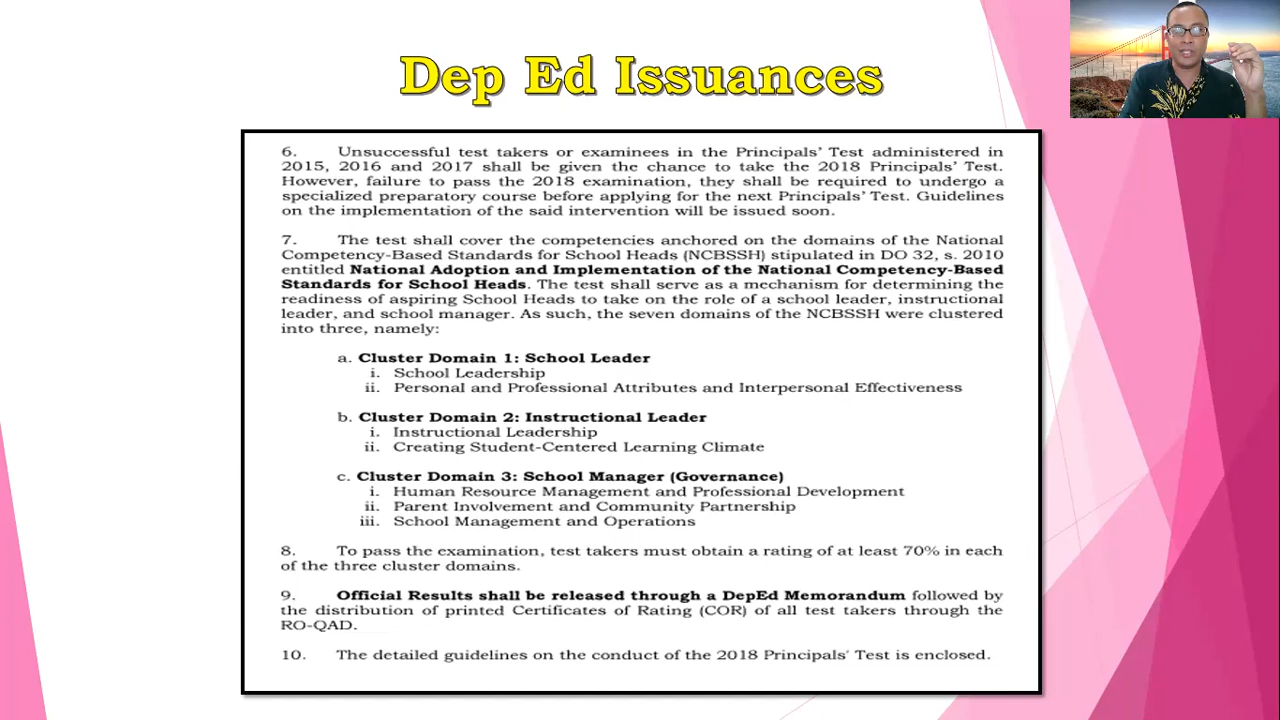 Dep Ed Issuances
6. Unsuccessful test takers or examinees in the Principals' Test administered in
2015, 2016 and 2017 shall be given the chance to take the 2018 Principals' Test.
However, failure to pass the 2018 examination, they shall be required to undergo a
specialized preparatory course before applying for the next Principals' Test. Guidelines
on the implementation of the said intervention will be issued soon.
7. The test shall cover the competencies anchored on the domains of the National
Competency-Based Standards for School Heads (NCBSSH) stipulated in DO 32, s. 2010
entitled National Adoption and Implementation of the National Competency-Based
Standards for School Heads. The test shall serve as a mechanism for determining the
readiness of aspiring School Heads to take on the role of a school leader, instructional
leader, and school manager. As such, the seven domains of the NCBSSH were clustered
into three, namely:
a. Cluster Domain 1: School Leader
i. School Leadership
ii. Personal and Professional Attributes and Interpersonal Effectiveness
b. Cluster Domain 2: Instructional Leader
i. Instructional Leadership
ii. Creating Student-Centered Learning Climate
c. Cluster Domain 3: School Manager (Governance)
i. Human Resource Management and Professional Development
ii. Parent Involvement and Community Partnership
iii. School Management and Operations
8. To pass the examination, test takers must obtain a rating of at least 70% in each
of the three cluster domains.
9. Official Results shall be released through a DepEd Memorandum followed by
the distribution of printed Certificates of Rating (COR) of all test takers through the
RO-QAD.
10. The detailed guidelines on the conduct of the 2018 Principals' Test is enclosed.